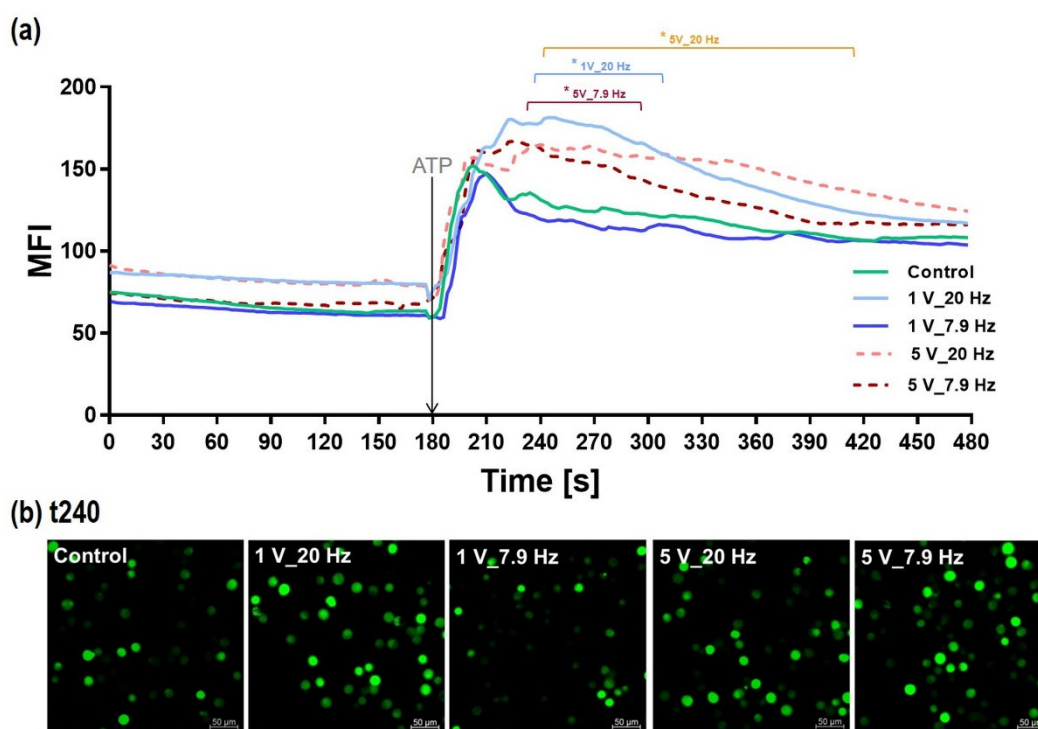 (a)
* 5V_20 Hz
* 1V_20 Hz
* 5V_7.9 Hz
200
150
100
50
0
MFI
ATP
Control
1 V_20 Hz
1 V_7.9 Hz
5 V_20 Hz
5 V_7.9 Hz
0 30 60 90 120 150 180 210 240 270 300 330 360 390 420 450 480
Time [s]
(b) t240
Control
1 V_20 Hz
1 V_7.9 Hz
5 V_20 Hz
5 V_7.9 Hz
50 µm
50 µm
50 µm
50 µm
50 µm